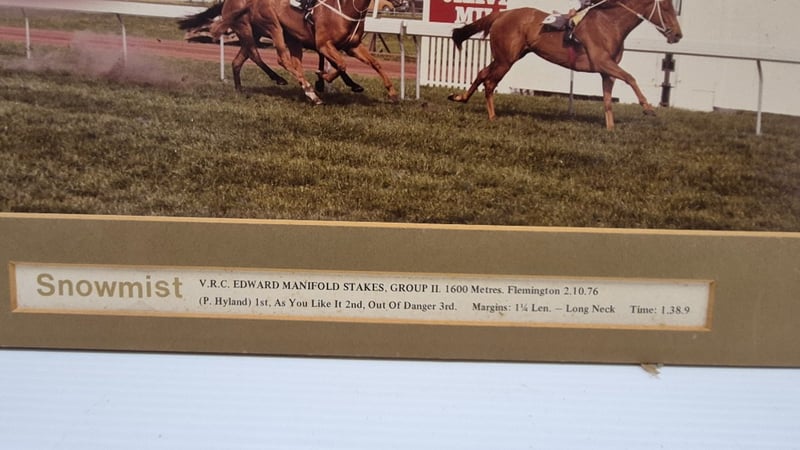 Snowmist
V.R.C. EDWARD MANIFOLD STAKES, GROUP II. 1600 Metres. Flemington 2.10.76
(P. Hyland) 1st, As You Like It 2nd, Out Of Danger 3rd. Margins: 1¼ Len. — Long Neck Time: 1.38.9